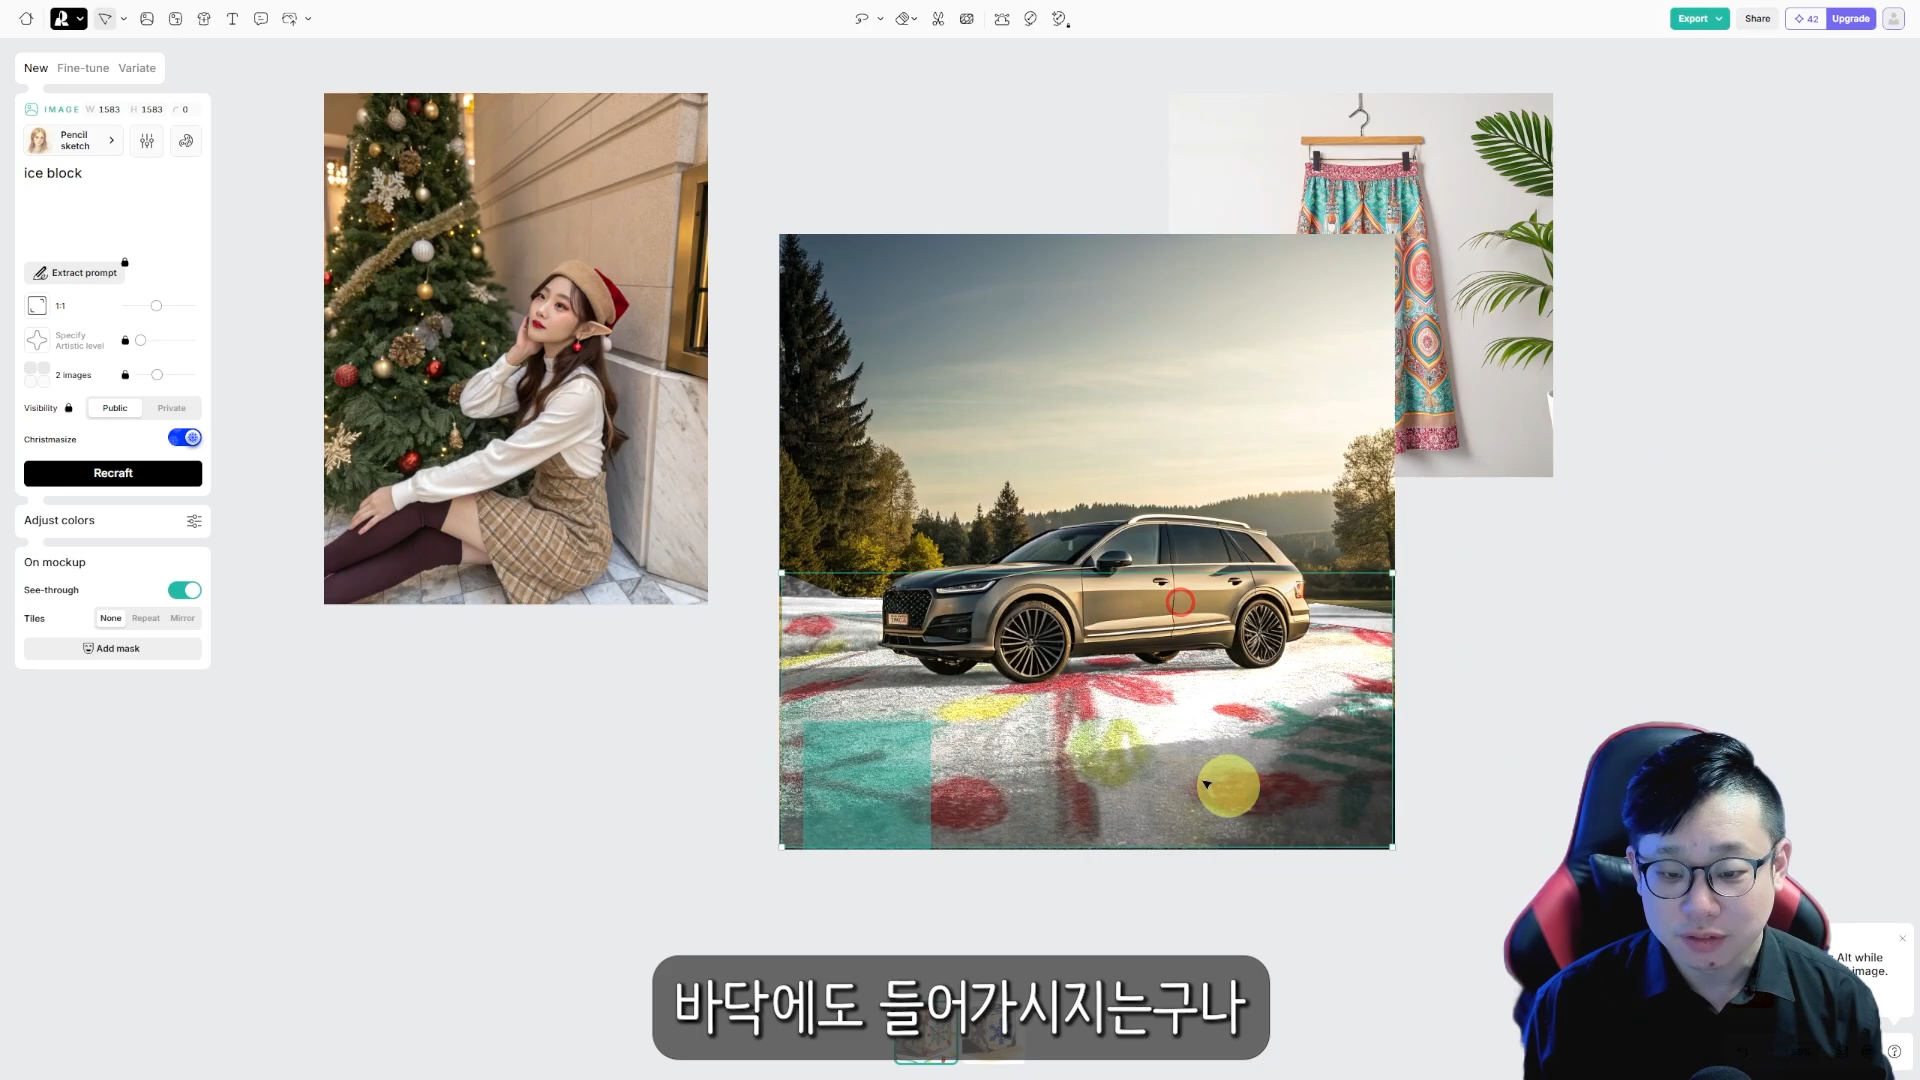 Export
Share
42
Upgrade
New
Fine-tune
Variate
IMAGE W 1583 H 1583 0
Pencil
sketch
ice block
Extract prompt
1:1
Specify
Artistic level
2 images
Visibility
Public
Private
Christmasize
Recraft
Adjust colors
On mockup
See-through
Tiles
None
Repeat
Mirror
Add mask
Alt while
image.
바닥에도 들어가시지는구나